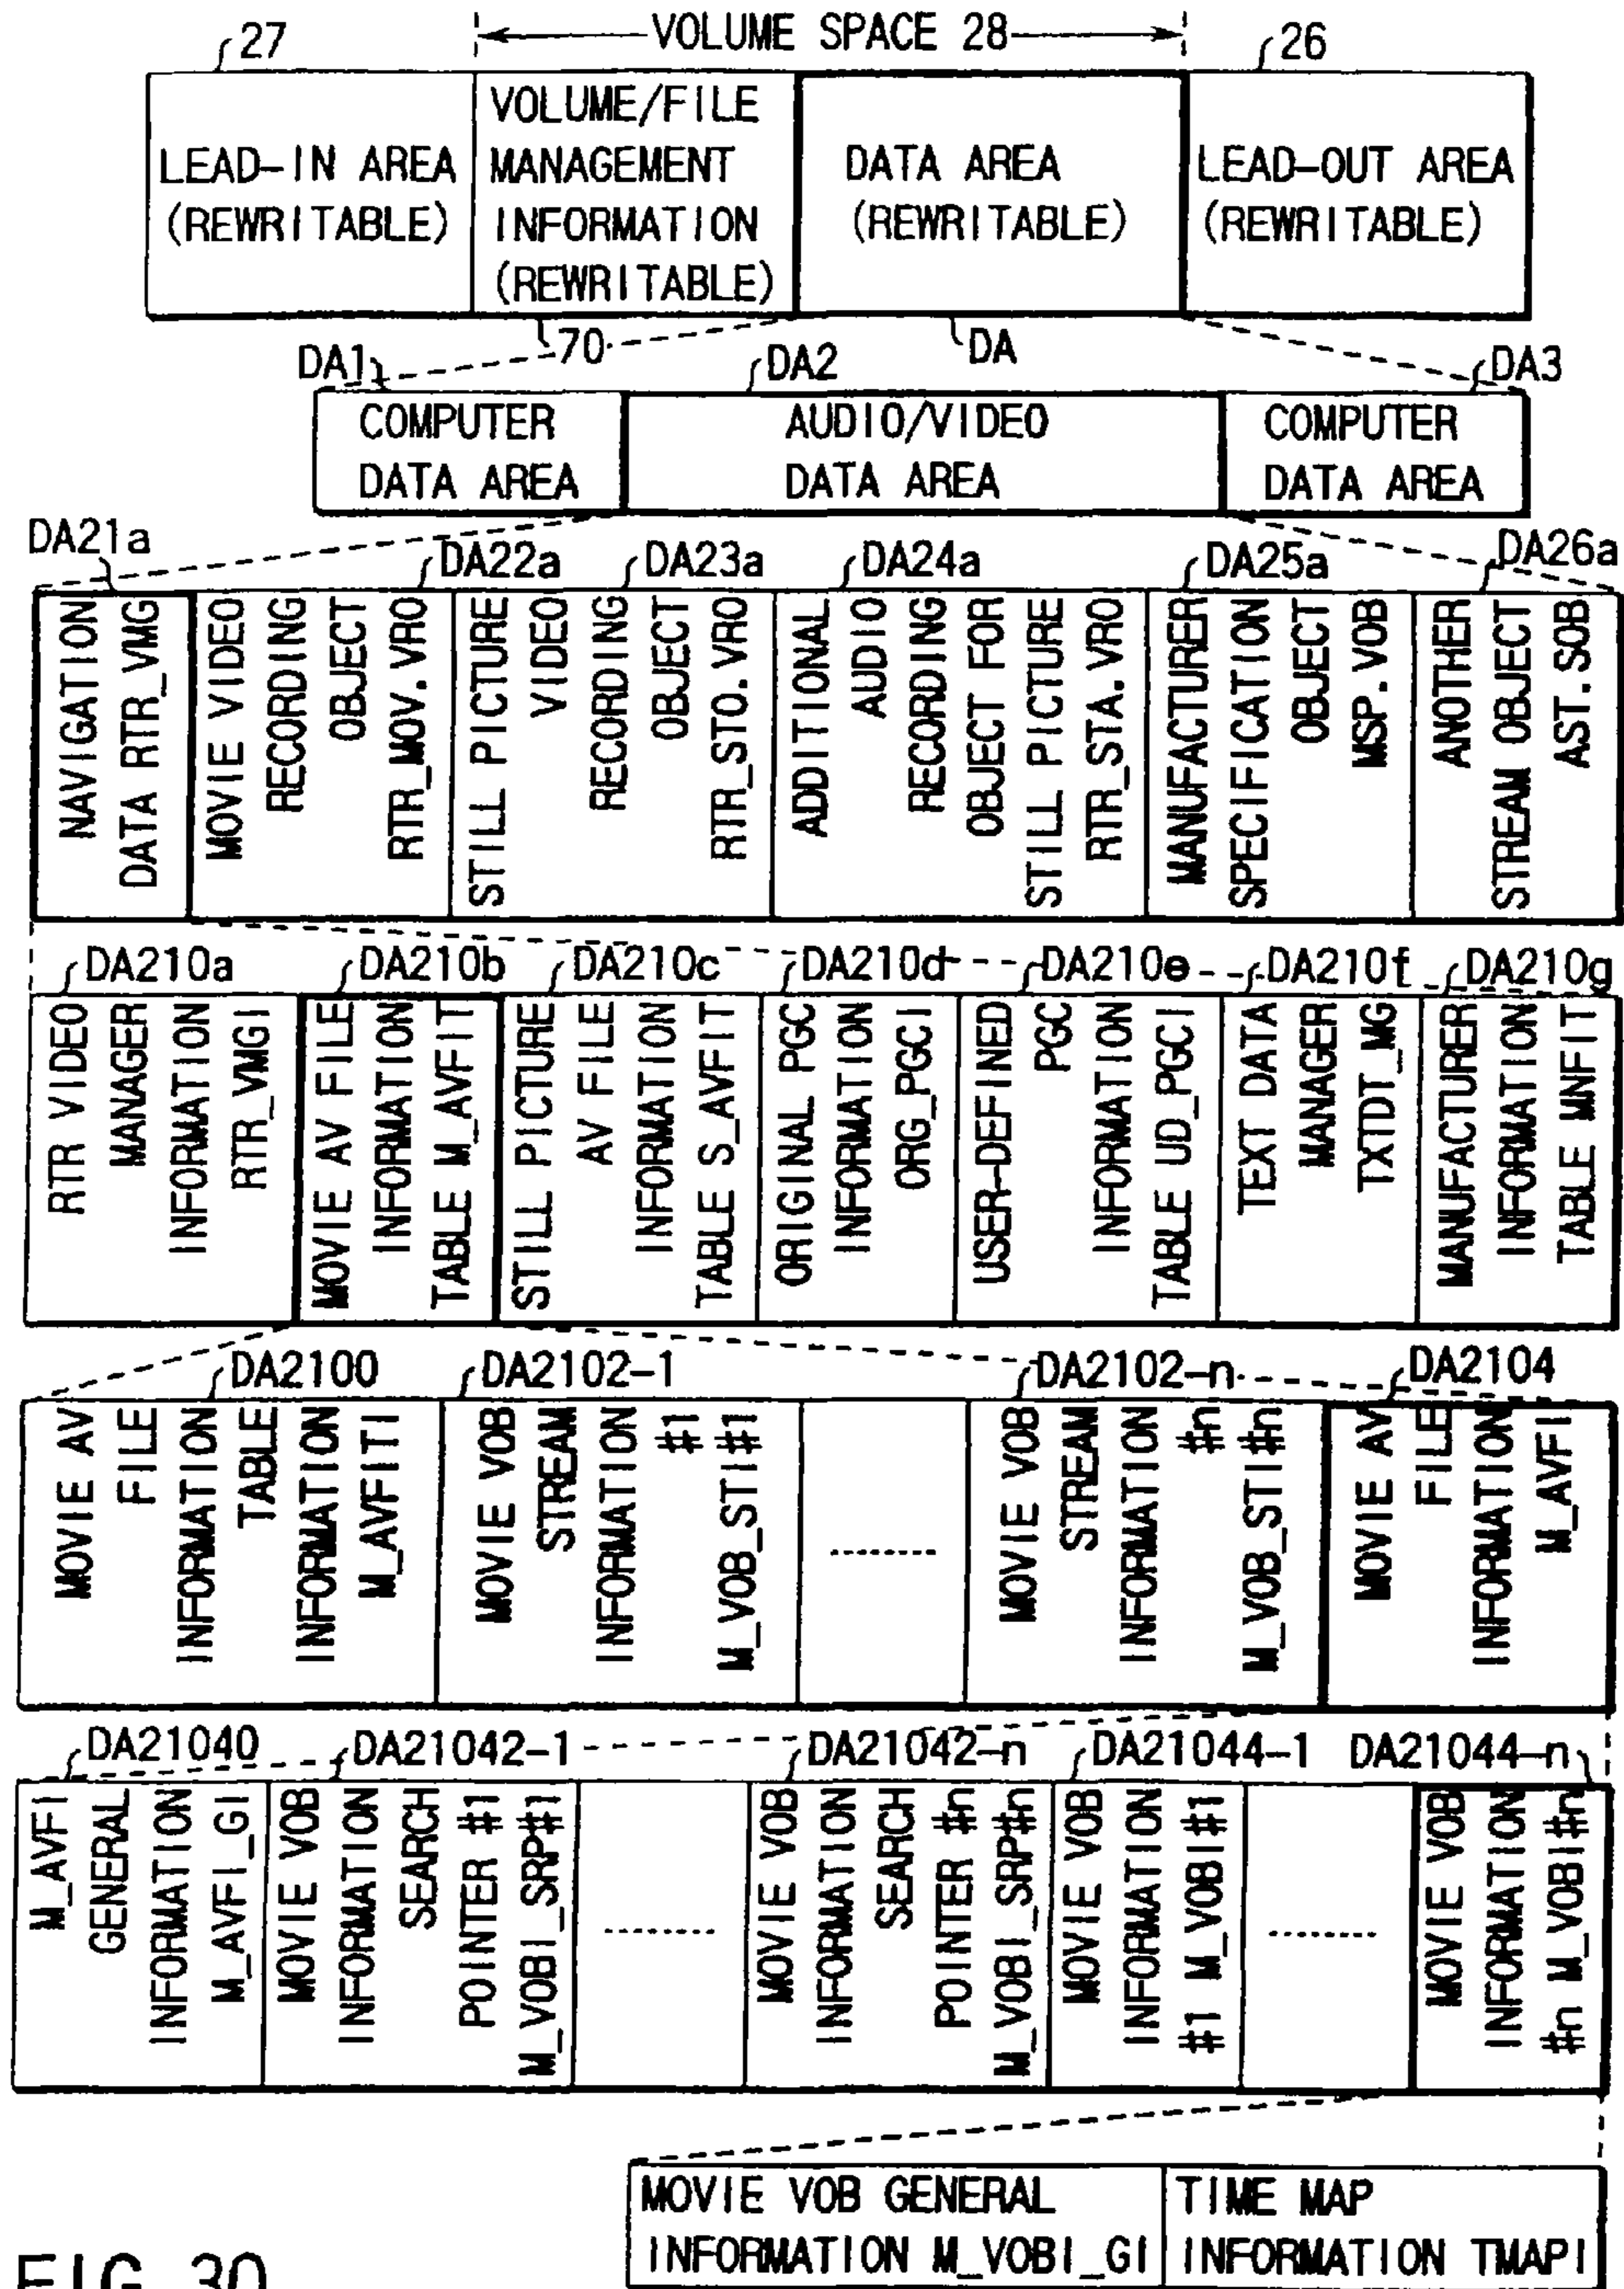 VOLUME SPACE 28
27
26
LEAD-IN AREA
(REWRITABLE)
VOLUME/FILE
MANAGEMENT
INFORMATION
(REWRITABLE)
DATA AREA
(REWRITABLE)
LEAD-OUT AREA
(REWRITABLE)
70
DA
DA1
DA2
DA3
COMPUTER
DATA AREA
AUDIO/VIDEO
DATA AREA
COMPUTER
DATA AREA
DA21a
DA22a
DA23a
DA24a
DA25a
DA26a
NAVIGATION
DATA RTR_VMG
MOVIE VIDEO
RECORDING
OBJECT
RTR_MOV.VRO
STILL PICTURE
VIDEO
RECORDING
OBJECT
RTR_STO.VRO
ADDITIONAL
AUDIO
RECORDING
OBJECT FOR
STILL PICTURE
RTR_STA.VRO
MANUFACTURER
SPECIFICATION
OBJECT
MSP.VOB
ANOTHER
STREAM OBJECT
AST.SOB
DA210a
DA210b
DA210c
DA210d
DA210e
DA210f
DA210g
RTR VIDEO
MANAGER
INFORMATION
RTR_VMGI
MOVIE AV FILE
INFORMATION
TABLE M_AVFIT
STILL PICTURE
AV FILE
INFORMATION
TABLE S_AVFIT
ORIGINAL PGC
INFORMATION
ORG_PGCI
USER-DEFINED
PGC
INFORMATION
TABLE UD_PGCI
TEXT DATA
MANAGER
TXTDT_MG
MANUFACTURER
INFORMATION
TABLE MNFIT
DA2100
DA2102-1
DA2102-n
DA2104
MOVIE AV
FILE
INFORMATION
TABLE
INFORMATION
M_AVFITI
MOVIE VOB
STREAM
INFORMATION
#1
M_VOB_STI#1
MOVIE VOB
STREAM
INFORMATION
#n
M_VOB_STI#n
MOVIE AV
FILE
INFORMATION
M_AVFI
DA21040
DA21042-1
DA21042-n
DA21044-1
DA21044-n
M_AVFI
GENERAL
INFORMATION
M_AVFI_GI
MOVIE VOB
INFORMATION
SEARCH
POINTER #1
M_VOBI_SRP#1
MOVIE VOB
INFORMATION
SEARCH
POINTER #n
M_VOBI_SRP#n
MOVIE VOB
INFORMATION
#1 M_VOBI#1
MOVIE VOB
INFORMATION
#n M_VOBI#n
MOVIE VOB GENERAL
INFORMATION M_VOBI_GI
TIME MAP
INFORMATION TMAPI
FIG. 30